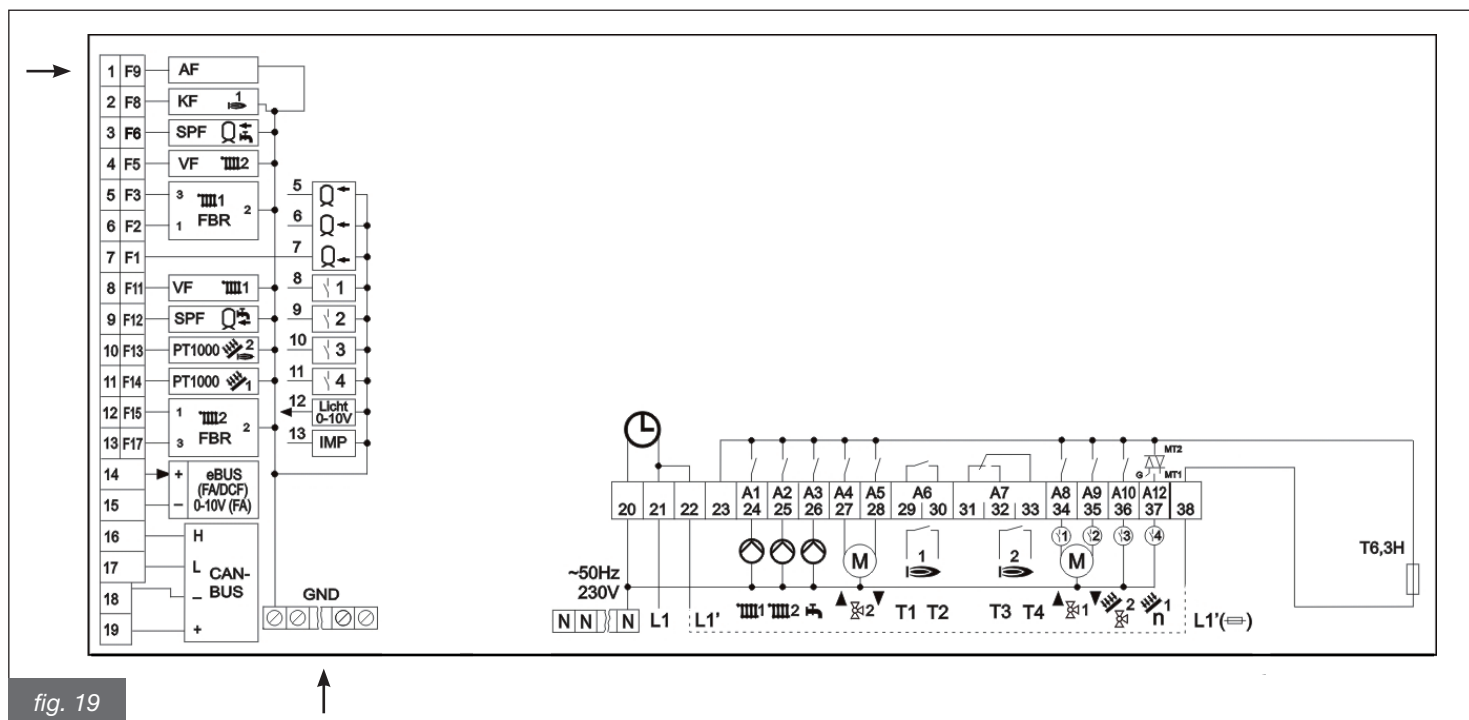 1 F9 AF
2 F8 KF 1
3 F6 SPF
4 F5 VF 2
5 F3 3 1 2
6 F2 1 FBR
7 F1
8 F11 VF 1
9 F12 SPF
10 F13 PT1000 2
11 F14 PT1000 1
12 F15 1 2 2
13 F17 3 FBR
14 + eBUS
(FA/DCF)
15 – 0-10V (FA)
16 H
17 L CAN-
BUS
18 –
19 +
5
6
7
8 1
9 2
10 3
11 4
12 Licht
0-10V
13 IMP
GND
MT2
G MT1
A1 A2 A3 A4 A5 A6 A7 A8 A9 A10 A12
20 21 22 23 24 25 26 27 28 29 30 31 32 33 34 35 36 37 38
1 2 3 4
M 1 2 M
T6,3H
~50Hz
230V
N N N L1 L1' 1 2 2 T1 T2 T3 T4 1 2 1 n L1'( )
fig. 19